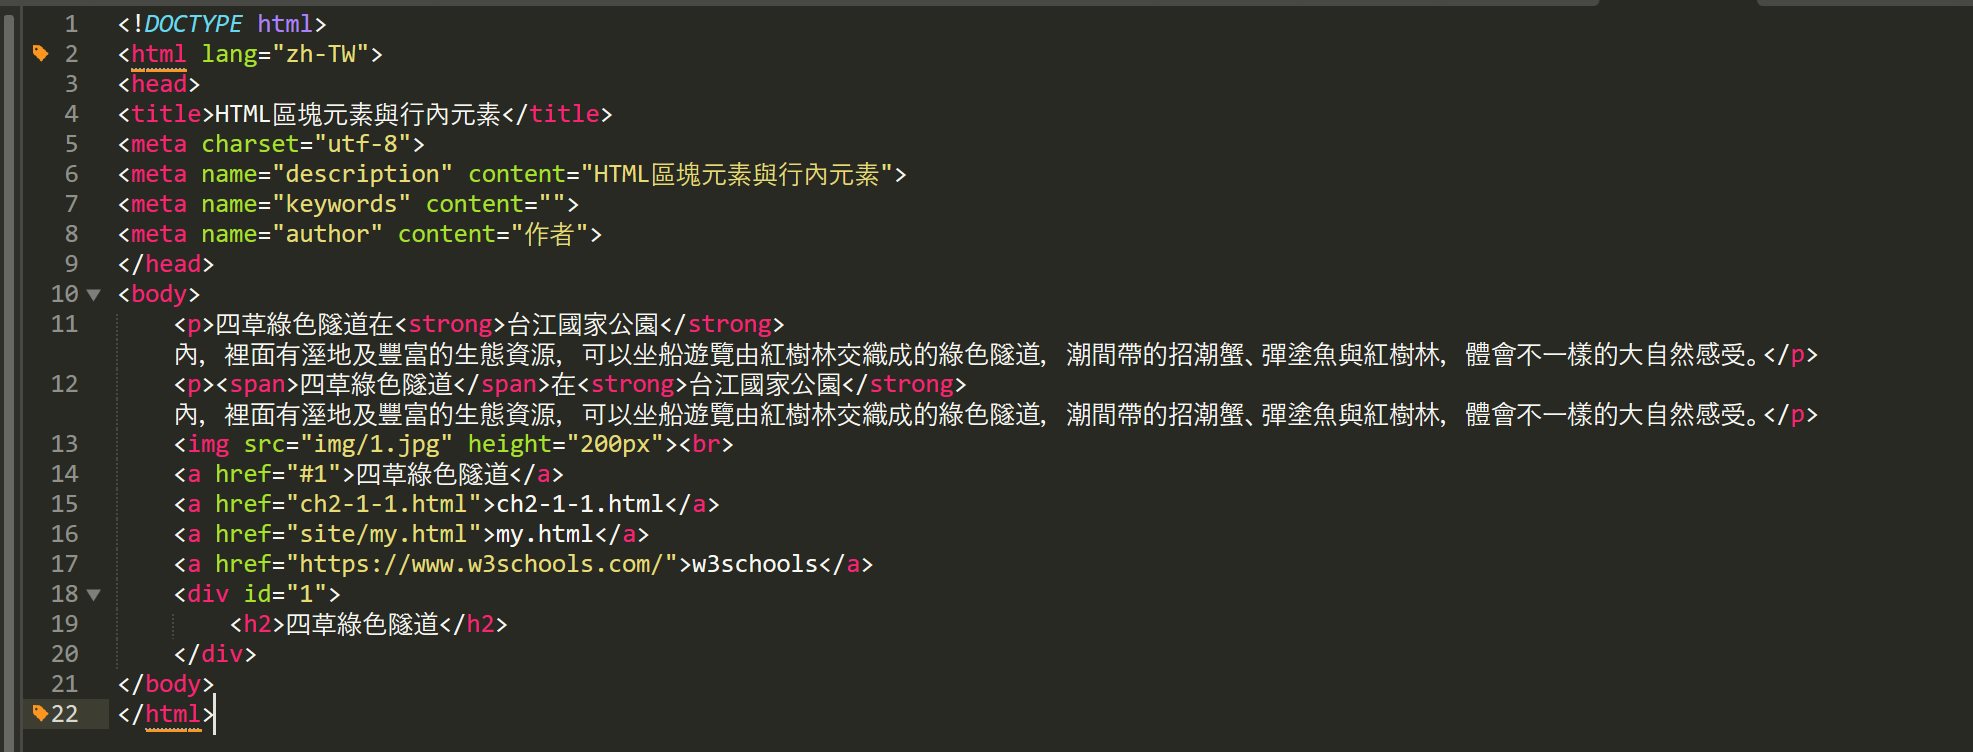 1 <!DOCTYPE html>
2 <html lang="zh-TW">
3 <head>
4 <title>HTML區塊元素與行內元素</title>
5 <meta charset="utf-8">
6 <meta name="description" content="HTML區塊元素與行內元素">
7 <meta name="keywords" content="">
8 <meta name="author" content="作者">
9 </head>
10 <body>
11 <p>四草綠色隧道在<strong>台江國家公園</strong>
內，裡面有溼地及豐富的生態資源，可以坐船遊覽由紅樹林交織成的綠色隧道，潮間帶的招潮蟹、彈塗魚與紅樹林，體會不一樣的大自然感受。</p>
12 <p><span>四草綠色隧道</span>在<strong>台江國家公園</strong>
內，裡面有溼地及豐富的生態資源，可以坐船遊覽由紅樹林交織成的綠色隧道，潮間帶的招潮蟹、彈塗魚與紅樹林，體會不一樣的大自然感受。</p>
13 <img src="img/1.jpg" height="200px"><br>
14 <a href="#1">四草綠色隧道</a>
15 <a href="ch2-1-1.html">ch2-1-1.html</a>
16 <a href="site/my.html">my.html</a>
17 <a href="https://www.w3schools.com/">w3schools</a>
18 <div id="1">
19 <h2>四草綠色隧道</h2>
20 </div>
21 </body>
22 </html>